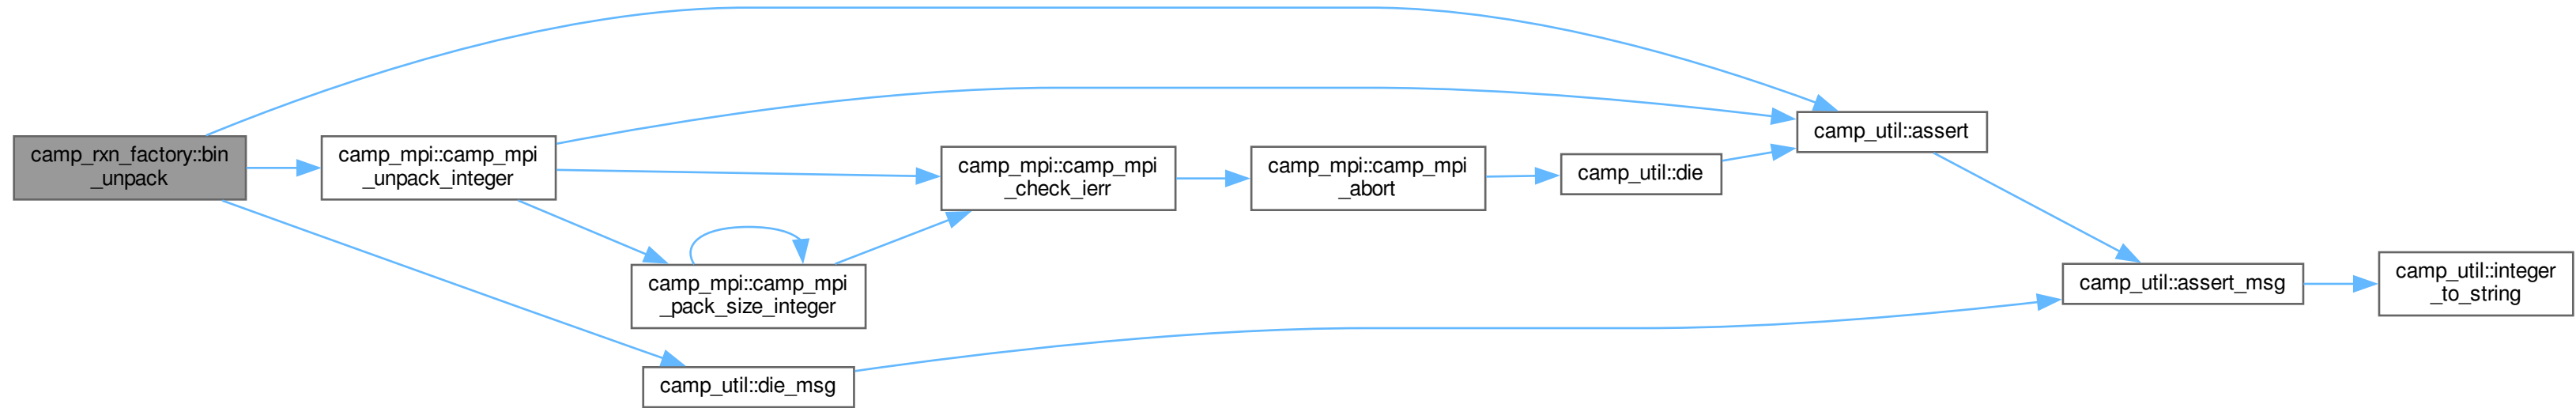 camp_rxn_factory::bin
_unpack
camp_mpi::camp_mpi
_unpack_integer
camp_mpi::camp_mpi
_pack_size_integer
camp_util::die_msg
camp_mpi::camp_mpi
_check_ierr
camp_mpi::camp_mpi
_abort
camp_util::die
camp_util::assert
camp_util::assert_msg
camp_util::integer
_to_string